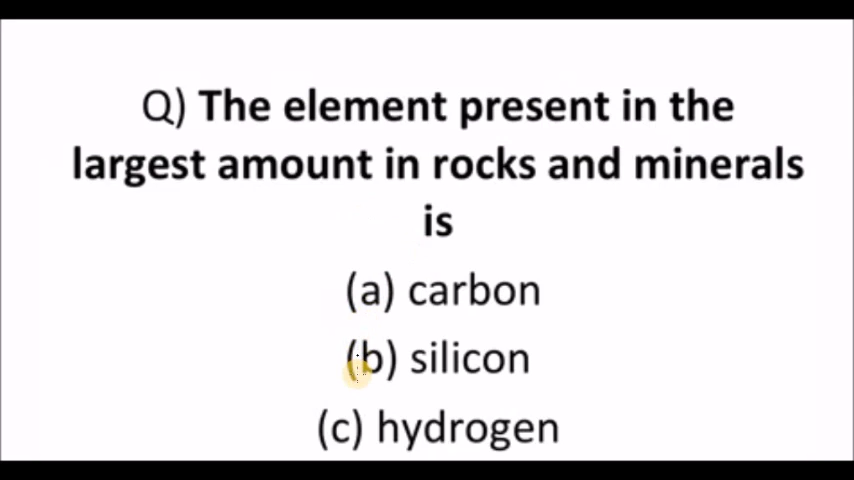 Q) The element present in the
largest amount in rocks and minerals
is
(a) carbon
(b) silicon
(c) hydrogen